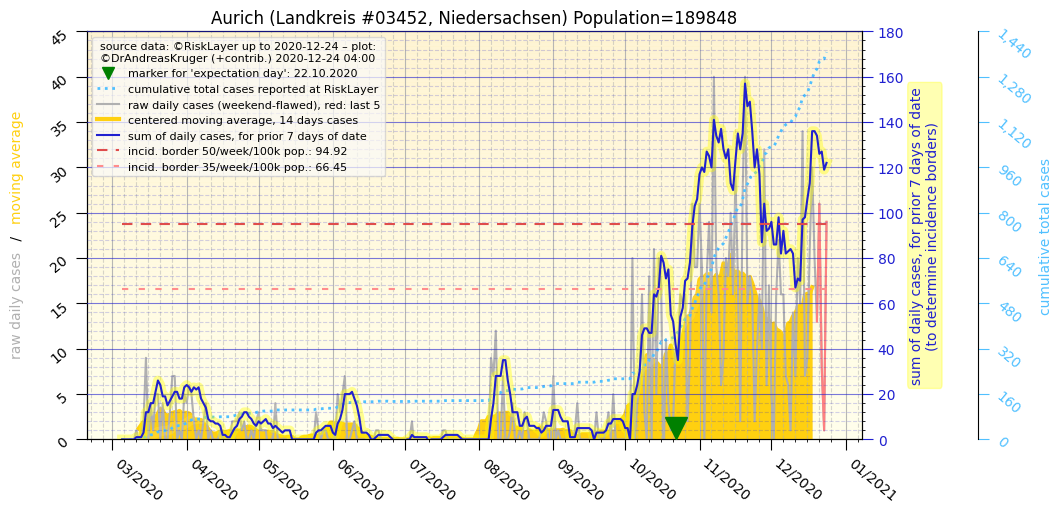 Aurich (Landkreis #03452, Niedersachsen) Population=189848
source data: ©RiskLayer up to 2020-12-24 – plot:
©DrAndreasKruger (+contrib.) 2020-12-24 04:00
marker for 'expectation day': 22.10.2020
cumulative total cases reported at RiskLayer
raw daily cases (weekend-flawed), red: last 5
centered moving average, 14 days cases
sum of daily cases, for prior 7 days of date
incid. border 50/week/100k pop.: 94.92
incid. border 35/week/100k pop.: 66.45
raw daily cases / moving average
45
40
35
30
25
20
15
10
5
0
03/2020
04/2020
05/2020
06/2020
07/2020
08/2020
09/2020
10/2020
11/2020
12/2020
01/2021
180
160
140
120
100
80
60
40
20
0
sum of daily cases, for prior 7 days of date
(to determine incidence borders)
1,440
1,280
1,120
960
800
640
480
320
160
0
cumulative total cases